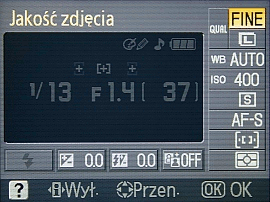 Jakość zdjęcia
QUAL FINE
L
WB AUTO
ISO 400
S
AF-S
1/13 F1.4 [ 37]
0.0 0.0 OFF
? Wył. Przen. OK OK